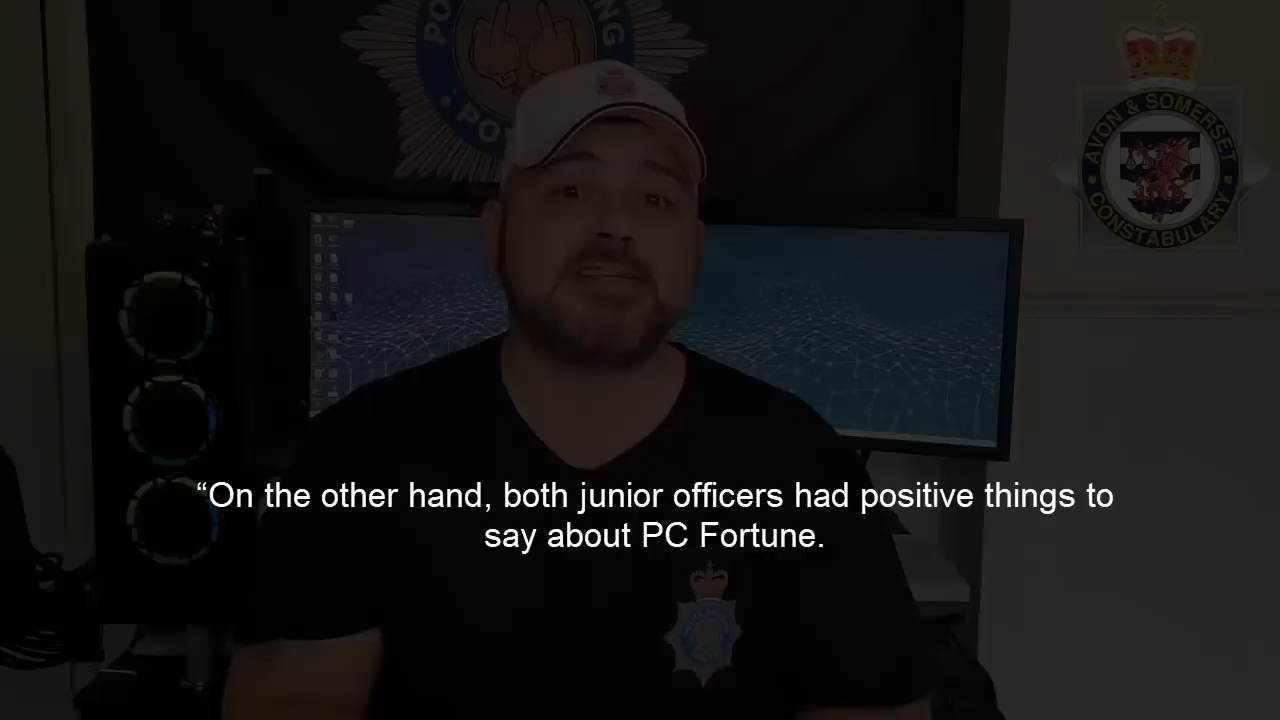 AVON & SOMERSET
CONSTABULARY
“On the other hand, both junior officers had positive things to
say about PC Fortune.